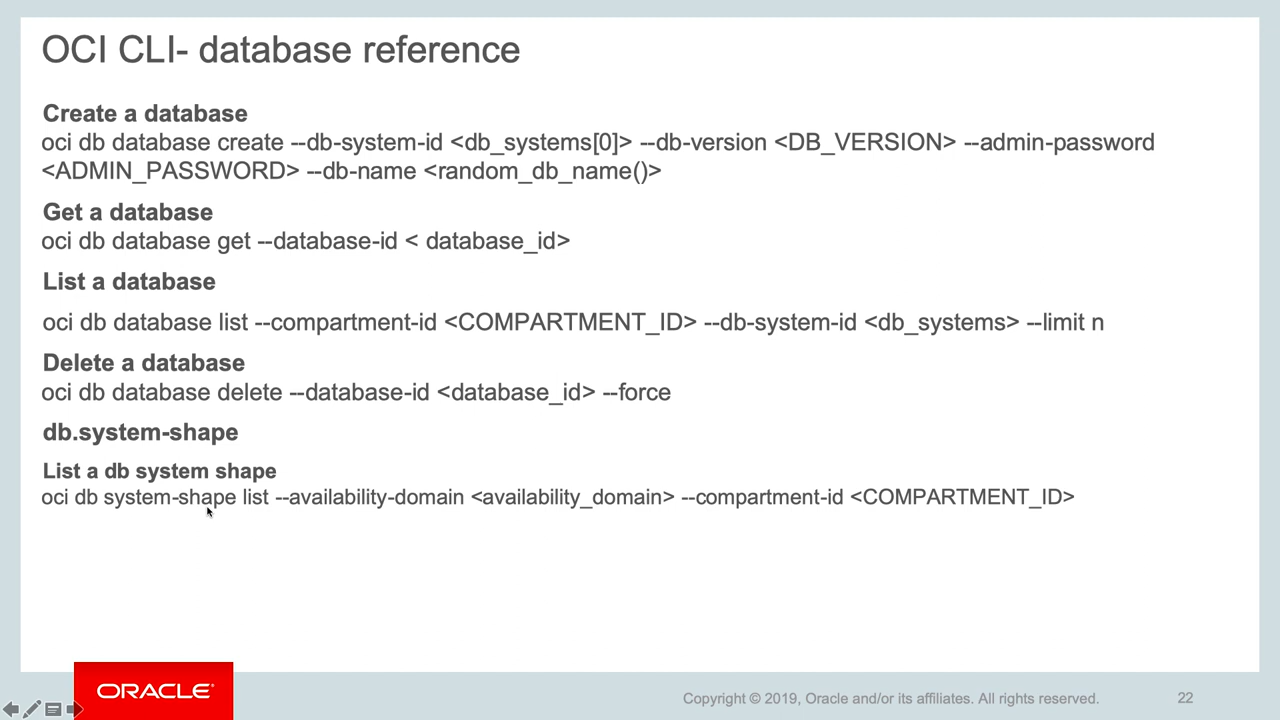 OCI CLI- database reference
Create a database
oci db database create --db-system-id <db_systems[0]> --db-version <DB_VERSION> --admin-password
<ADMIN_PASSWORD> --db-name <random_db_name()>
Get a database
oci db database get --database-id < database_id>
List a database
oci db database list --compartment-id <COMPARTMENT_ID> --db-system-id <db_systems> --limit n
Delete a database
oci db database delete --database-id <database_id> --force
db.system-shape
List a db system shape
oci db system-shape list --availability-domain <availability_domain> --compartment-id <COMPARTMENT_ID>
ORACLE®
Copyright © 2019, Oracle and/or its affiliates. All rights reserved.
22